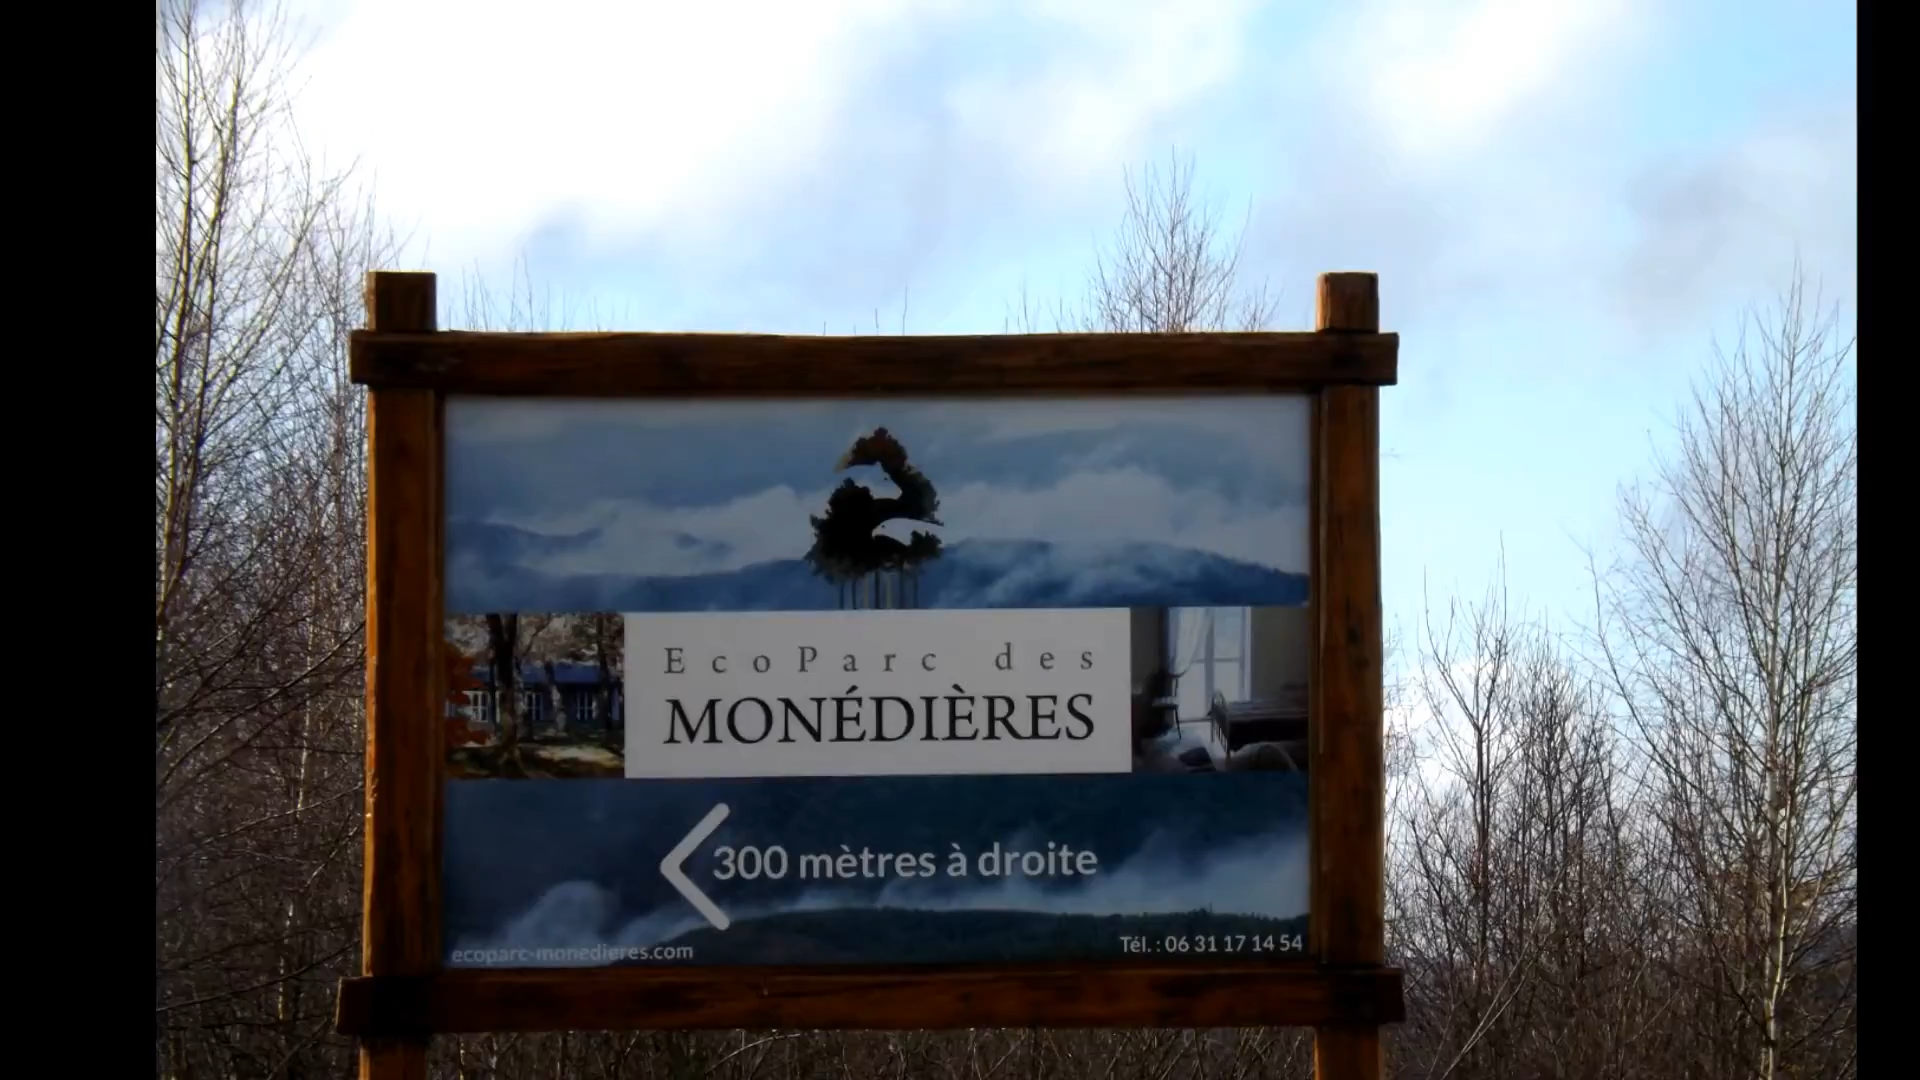 EcoParc des
MONÉDIÈRES
300 mètres à droite
ecoparc-monedieres.com
Tél. : 06 31 17 14 54